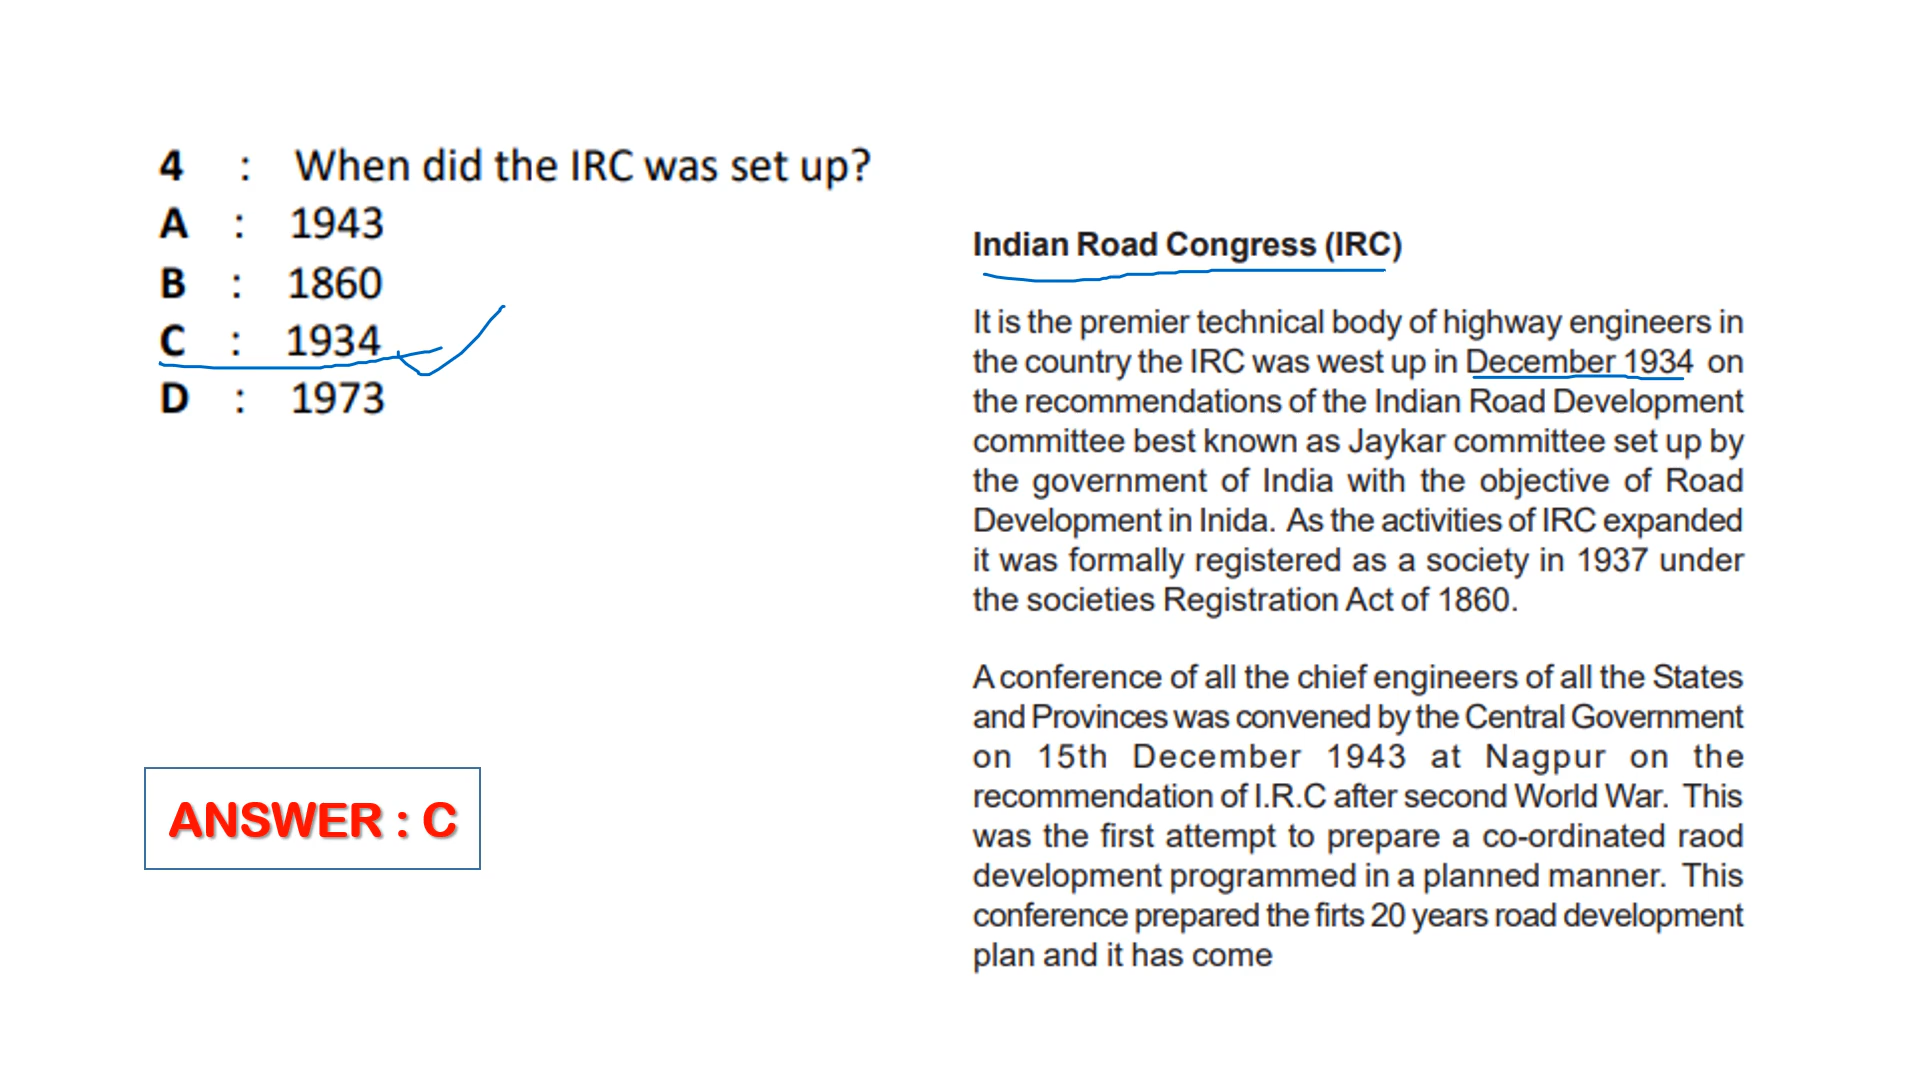 4 : When did the IRC was set up?
A : 1943
B : 1860
C : 1934
D : 1973
ANSWER : C
Indian Road Congress (IRC)
It is the premier technical body of highway engineers in
the country the IRC was west up in December 1934 on
the recommendations of the Indian Road Development
committee best known as Jaykar committee set up by
the government of India with the objective of Road
Development in Inida. As the activities of IRC expanded
it was formally registered as a society in 1937 under
the societies Registration Act of 1860.
A conference of all the chief engineers of all the States
and Provinces was convened by the Central Government
on 15th December 1943 at Nagpur on the
recommendation of I.R.C after second World War. This
was the first attempt to prepare a co-ordinated raod
development programmed in a planned manner. This
conference prepared the firts 20 years road development
plan and it has come